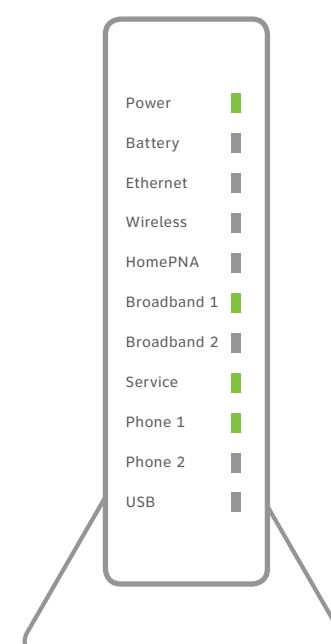 Power
Battery
Ethernet
Wireless
HomePNA
Broadband 1
Broadband 2
Service
Phone 1
Phone 2
USB